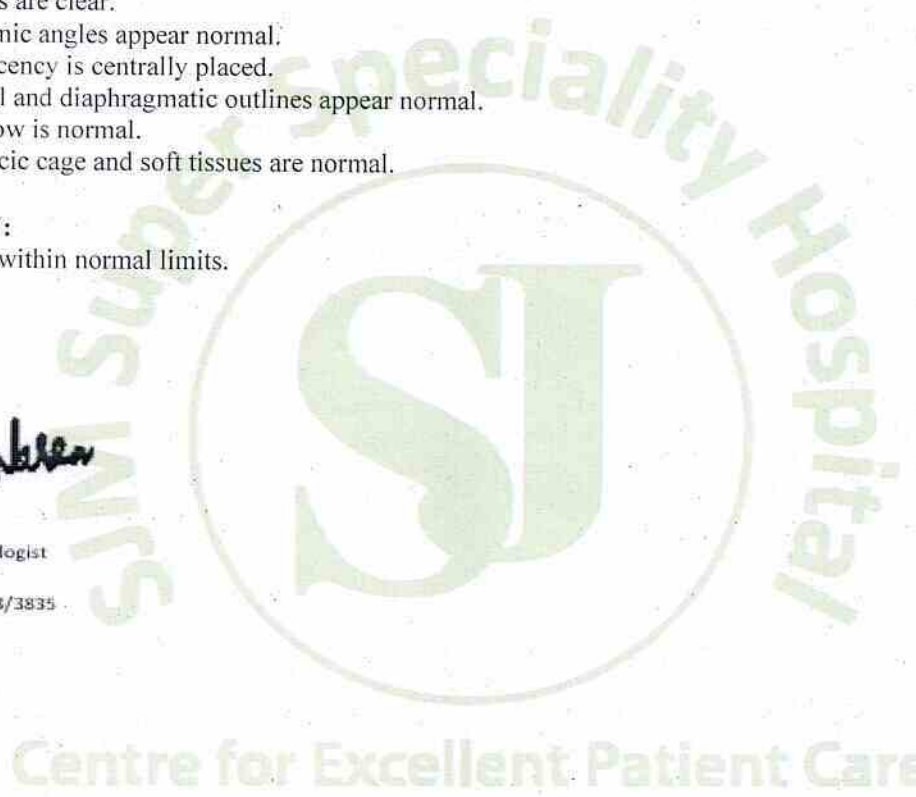 s are clear.
nic angles appear normal.
cency is centrally placed.
l and diaphragmatic outlines appear normal.
ow is normal.
cic cage and soft tissues are normal.
:
within normal limits.
logist
3/3835
SJM Super Speciality Hospital
SJ
Centre for Excellent Patient Care